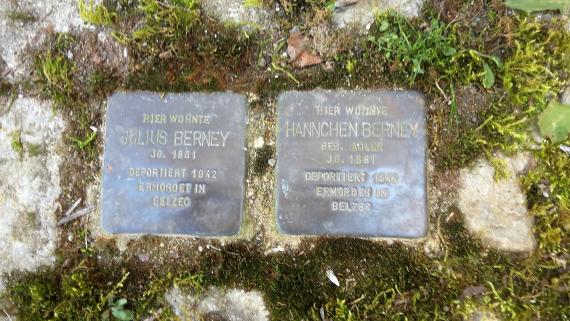 HIER WOHNTE
JULIUS BERNEY
JG. 1881
DEPORTIERT 1942
ERMORDET IN
BELZEC
HIER WOHNTE
HANNCHEN BERNEY
GEB. ADLER
JG. 1881
DEPORTIERT 1942
ERMORDET IN
BELZEC